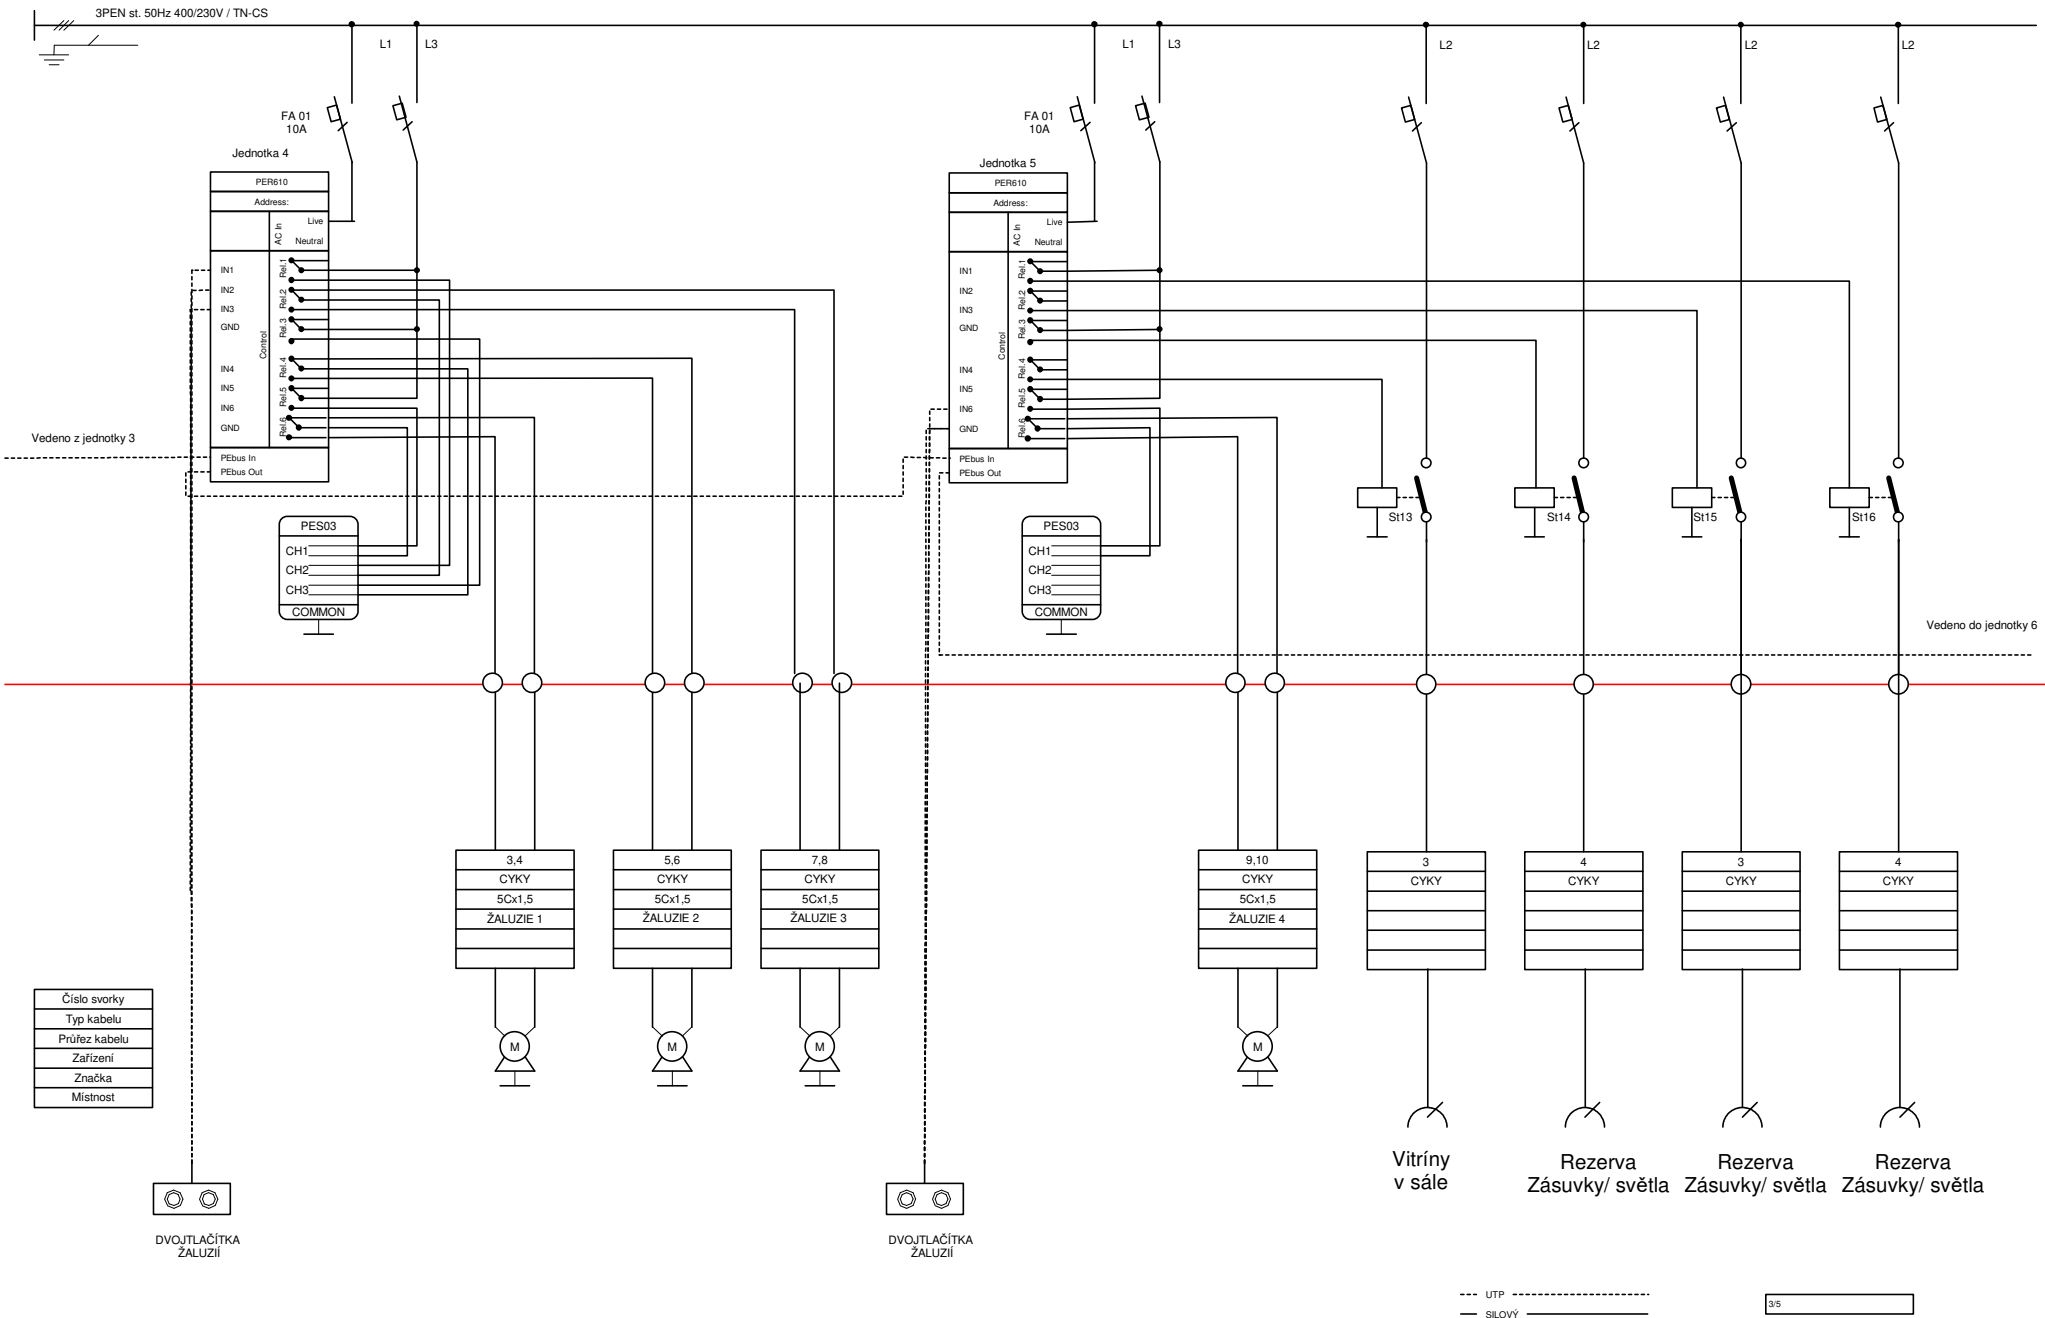 3PEN st. 50Hz 400/230V / TN-CS
L1
L3
L1
L3
L2
L2
L2
L2
FA 01
10A
FA 01
10A
Jednotka 4
PER610
Address:
AC In
Live
Neutral
IN1
IN2
IN3
GND
IN4
IN5
IN6
GND
Control
Rel.1
Rel.2
Rel.3
Rel.4
Rel.5
Rel.6
PEbus In
PEbus Out
Vedeno z jednotky 3
Jednotka 5
PER610
Address:
AC In
Live
Neutral
IN1
IN2
IN3
GND
IN4
IN5
IN6
GND
Control
Rel.1
Rel.2
Rel.3
Rel.4
Rel.5
Rel.6
PEbus In
PEbus Out
PES03
CH1
CH2
CH3
COMMON
PES03
CH1
CH2
CH3
COMMON
St13
St14
St15
St16
Vedeno do jednotky 6
3,4
CYKY
5Cx1,5
ŽALUZIE 1
5,6
CYKY
5Cx1,5
ŽALUZIE 2
7,8
CYKY
5Cx1,5
ŽALUZIE 3
9,10
CYKY
5Cx1,5
ŽALUZIE 4
3
CYKY
4
CYKY
3
CYKY
4
CYKY
Číslo svorky
Typ kabelu
Průřez kabelu
Zařízení
Značka
Místnost
M
M
M
M
Vitríny
v sále
Rezerva
Zásuvky/ světla
Rezerva
Zásuvky/ světla
Rezerva
Zásuvky/ světla
DVOJTLAČÍTKA
ŽALUZIÍ
DVOJTLAČÍTKA
ŽALUZIÍ
UTP
SILOVÝ
3/5